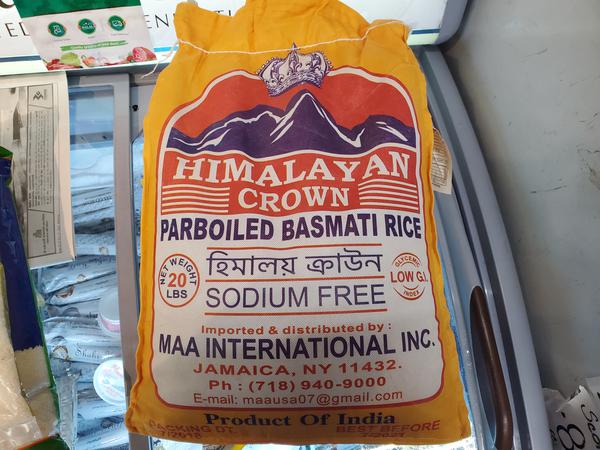 HIMALAYAN
CROWN
PARBOILED BASMATI RICE
NET WEIGHT
20
LBS
হিমালয় ক্রাউন
SODIUM FREE
GLYCEMIC
LOW G.I.
INDEX
Imported & distributed by :
MAA INTERNATIONAL INC.
JAMAICA, NY 11432.
Ph : (718) 940-9000
E-mail: maausa07@gmail.com
Product Of India
PACKING DT.
BEST BEFORE